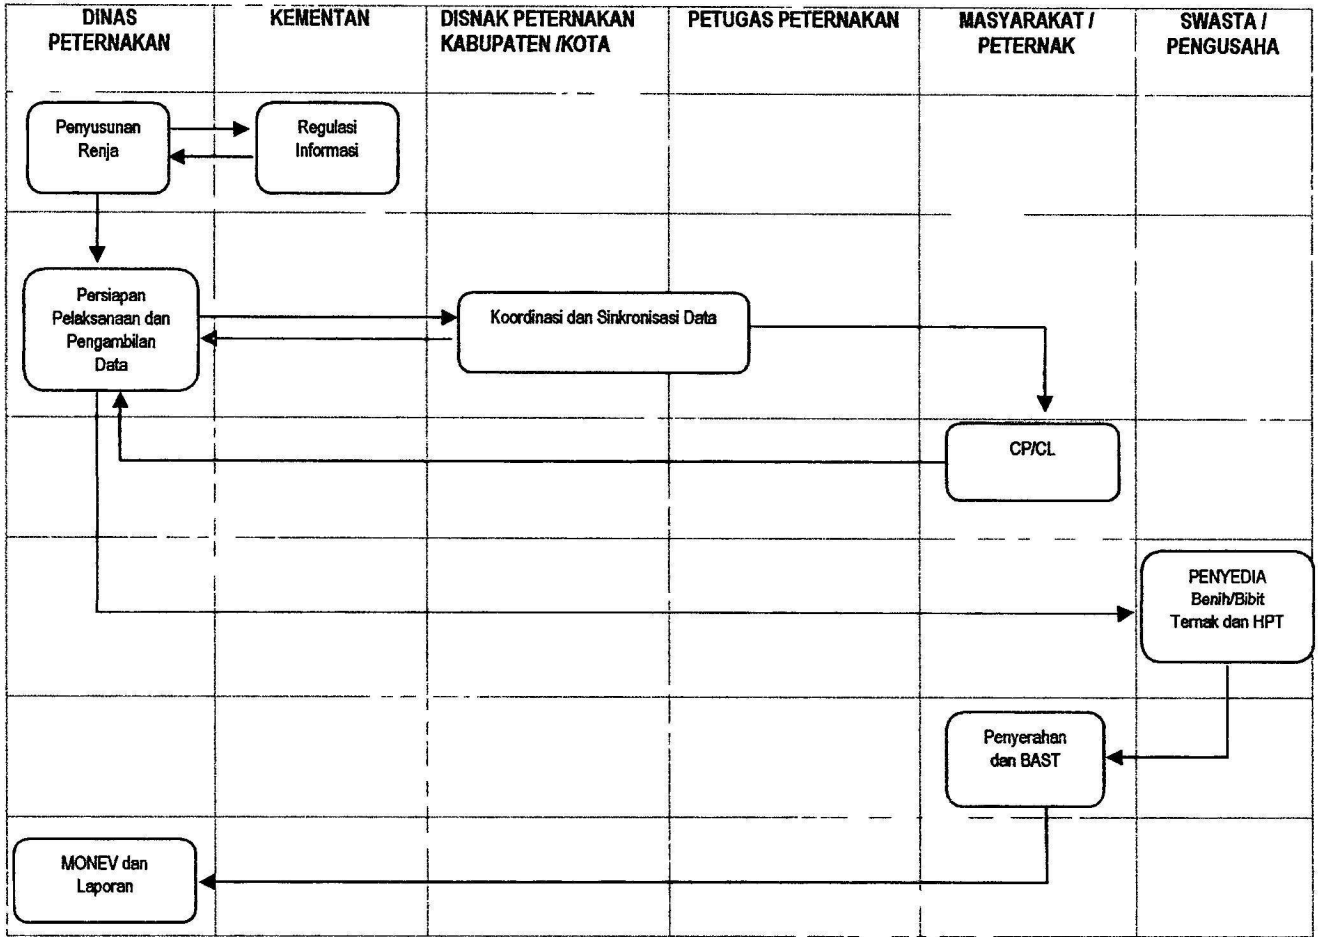 DINAS
PETERNAKAN
KEMENTAN
DISNAK PETERNAKAN
KABUPATEN /KOTA
PETUGAS PETERNAKAN
MASYARAKAT /
PETERNAK
SWASTA /
PENGUSAHA
Penyusunan
Renja
Regulasi
Informasi
Persiapan
Pelaksanaan dan
Pengambilan
Data
Koordinasi dan Sinkronisasi Data
CP/CL
PENYEDIA
Benih/Bibit
Ternak dan HPT
Penyerahan
dan BAST
MONEV dan
Laporan